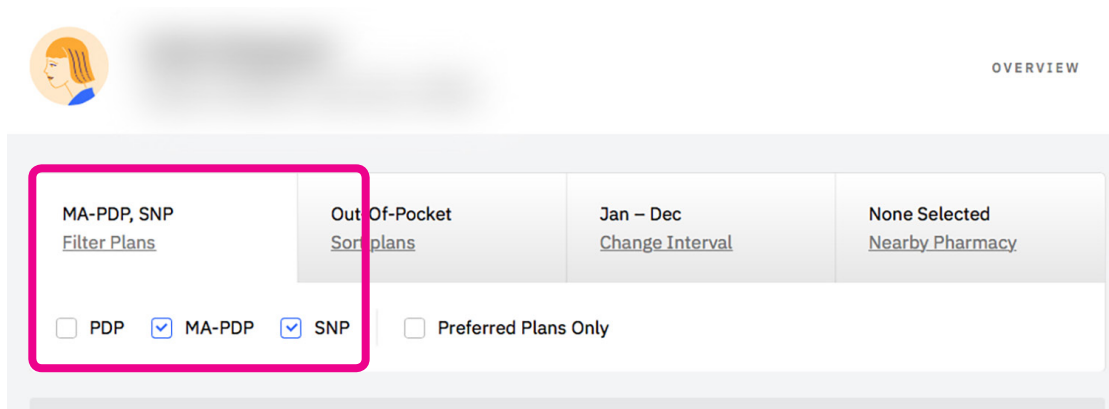 OVERVIEW
MA-PDP, SNP
Filter Plans
Out-Of-Pocket
Sort plans
Jan – Dec
Change Interval
None Selected
Nearby Pharmacy
PDP MA-PDP SNP Preferred Plans Only